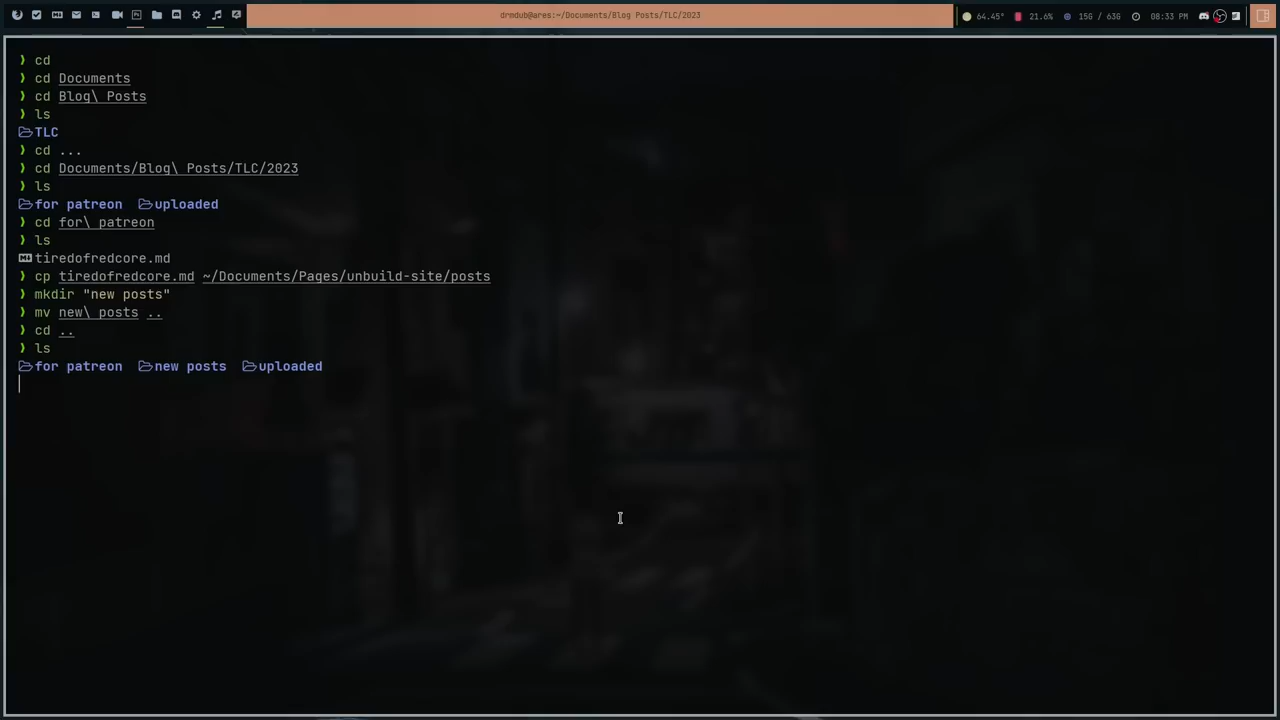 drmdub@ares:~/Documents/Blog Posts/TLC/2023
64.45° 21.6% 15G / 63G 08:33 PM
❯ cd
❯ cd Documents
❯ cd Blog\ Posts
❯ ls
TLC
❯ cd ...
❯ cd Documents/Blog\ Posts/TLC/2023
❯ ls
for patreon uploaded
❯ cd for\ patreon
❯ ls
tiredofredcore.md
❯ cp tiredofredcore.md ~/Documents/Pages/unbuild-site/posts
❯ mkdir "new posts"
❯ mv new\ posts ..
❯ cd ..
❯ ls
for patreon new posts uploaded